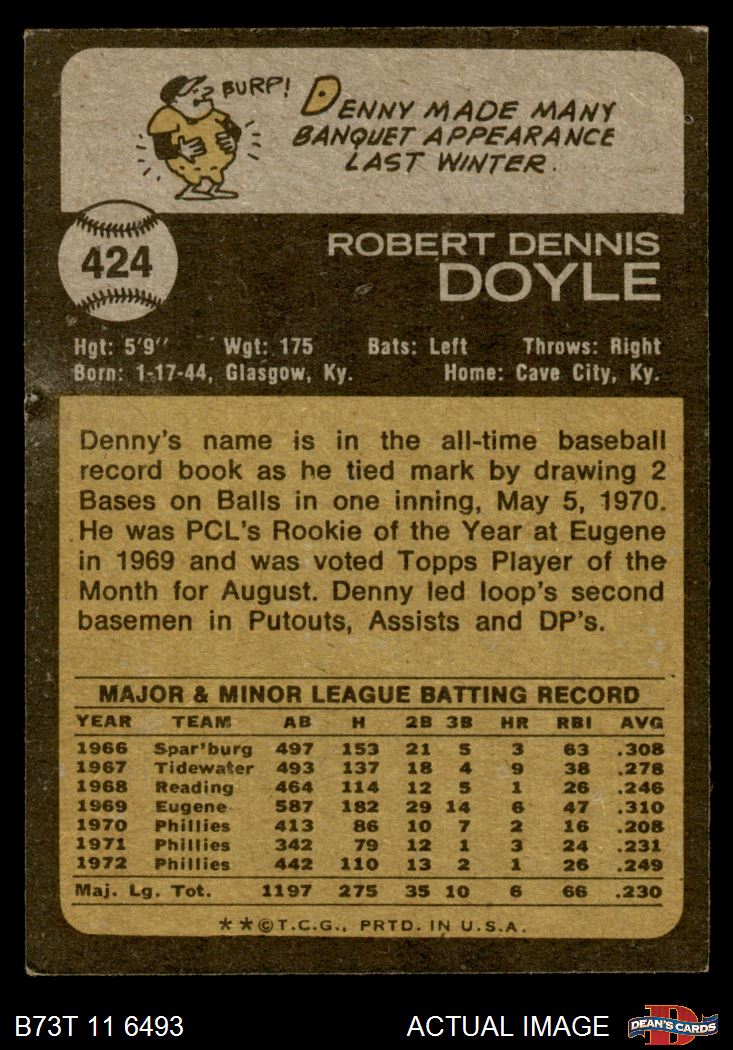 BURP!
DENNY MADE MANY
BANQUET APPEARANCE
LAST WINTER.
424
ROBERT DENNIS
DOYLE
Hgt: 5'9" Wgt: 175 Bats: Left Throws: Right
Born: 1-17-44, Glasgow, Ky. Home: Cave City, Ky.
Denny's name is in the all-time baseball
record book as he tied mark by drawing 2
Bases on Balls in one inning, May 5, 1970.
He was PCL's Rookie of the Year at Eugene
in 1969 and was voted Topps Player of the
Month for August. Denny led loop's second
basemen in Putouts, Assists and DP's.
MAJOR & MINOR LEAGUE BATTING RECORD
YEAR TEAM AB H 2B 3B HR RBI AVG
1966 Spar'burg 497 153 21 5 3 63 .308
1967 Tidewater 493 137 18 4 9 38 .278
1968 Reading 464 114 12 5 1 26 .246
1969 Eugene 587 182 29 14 6 47 .310
1970 Phillies 413 86 10 7 2 16 .208
1971 Phillies 342 79 12 1 3 24 .231
1972 Phillies 442 110 13 2 1 26 .249
Maj. Lg. Tot. 1197 275 35 10 6 66 .230
**©T.C.G., PRTD. IN U.S.A.
B73T 11 6493 ACTUAL IMAGE D DEAN'S CARDS